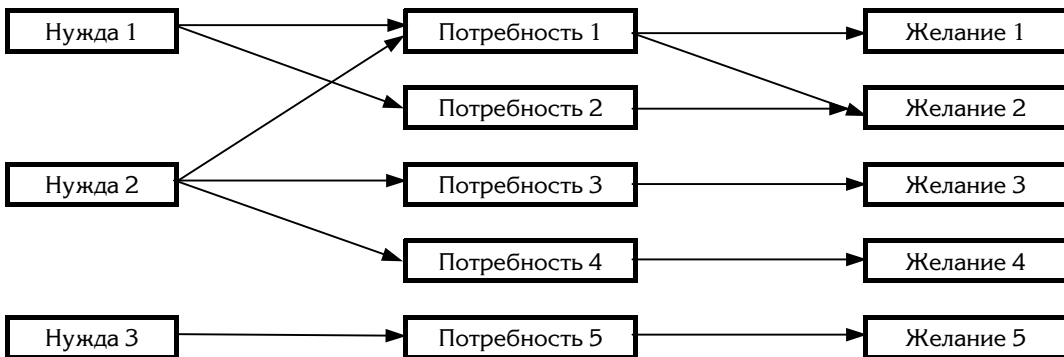 Нужда 1
Потребность 1
Желание 1
Потребность 2
Желание 2
Нужда 2
Потребность 3
Желание 3
Потребность 4
Желание 4
Нужда 3
Потребность 5
Желание 5